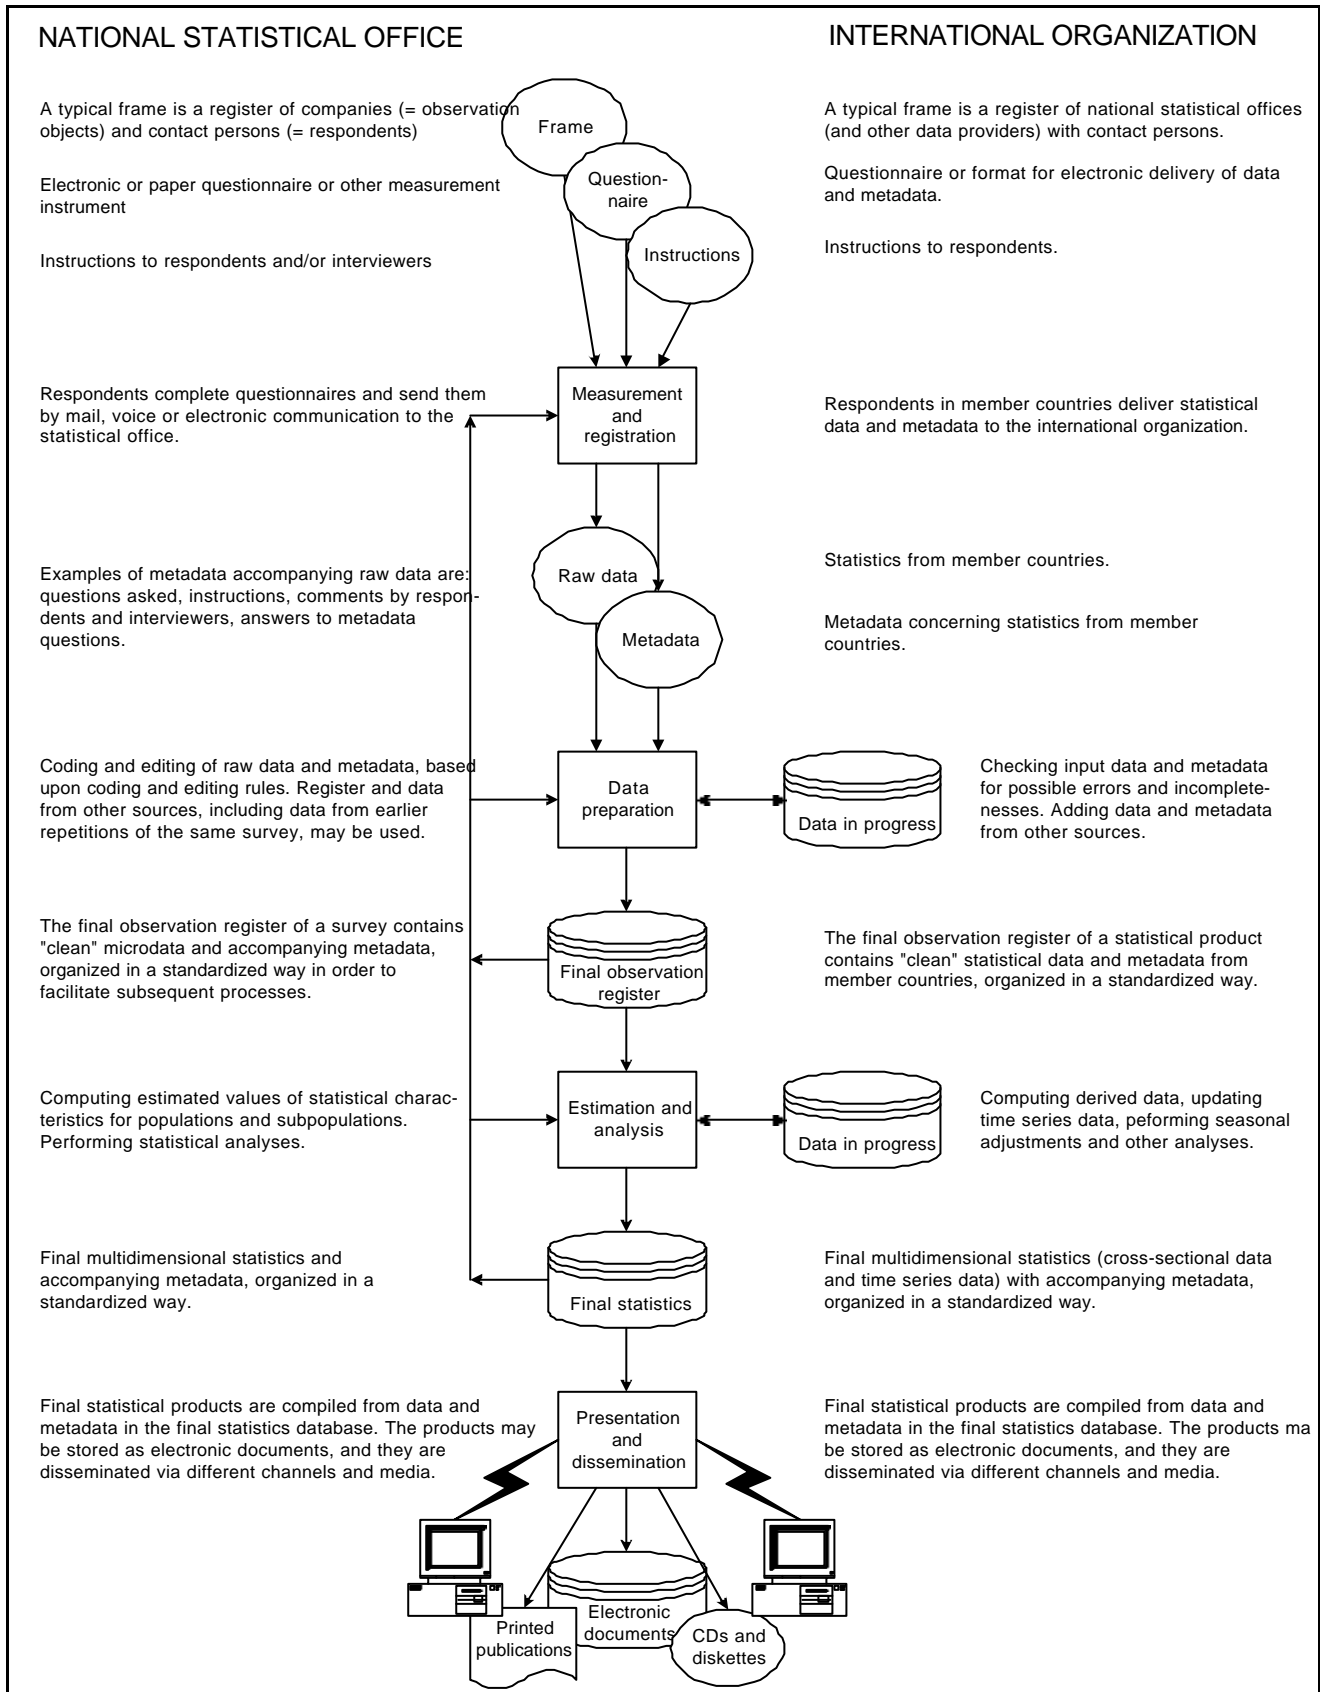 NATIONAL STATISTICAL OFFICE
INTERNATIONAL ORGANIZATION
A typical frame is a register of companies (= observation
objects) and contact persons (= respondents)
Frame
A typical frame is a register of national statistical offices
(and other data providers) with contact persons.
Electronic or paper questionnaire or other measurement
instrument
Question-
naire
Questionnaire or format for electronic delivery of data
and metadata.
Instructions to respondents and/or interviewers
Instructions
Instructions to respondents.
Respondents complete questionnaires and send them
by mail, voice or electronic communication to the
statistical office.
Measurement
and
registration
Respondents in member countries deliver statistical
data and metadata to the international organization.
Examples of metadata accompanying raw data are:
questions asked, instructions, comments by respon-
dents and interviewers, answers to metadata
questions.
Raw data
Metadata
Statistics from member countries.
Metadata concerning statistics from member
countries.
Coding and editing of raw data and metadata, based
upon coding and editing rules. Register and data
from other sources, including data from earlier
repetitions of the same survey, may be used.
Data
preparation
Data in progress
Checking input data and metadata
for possible errors and incomplete-
nesses. Adding data and metadata
from other sources.
The final observation register of a survey contains
"clean" microdata and accompanying metadata,
organized in a standardized way in order to
facilitate subsequent processes.
Final observation
register
The final observation register of a statistical product
contains "clean" statistical data and metadata from
member countries, organized in a standardized way.
Computing estimated values of statistical charac-
teristics for populations and subpopulations.
Performing statistical analyses.
Estimation and
analysis
Data in progress
Computing derived data, updating
time series data, peforming seasonal
adjustments and other analyses.
Final multidimensional statistics and
accompanying metadata, organized in a
standardized way.
Final statistics
Final multidimensional statistics (cross-sectional data
and time series data) with accompanying metadata,
organized in a standardized way.
Final statistical products are compiled from data and
metadata in the final statistics database. The products may
be stored as electronic documents, and they are
disseminated via different channels and media.
Presentation
and
dissemination
Final statistical products are compiled from data and
metadata in the final statistics database. The products ma
be stored as electronic documents, and they are
disseminated via different channels and media.
Printed
publications
Electronic
documents
CDs and
diskettes